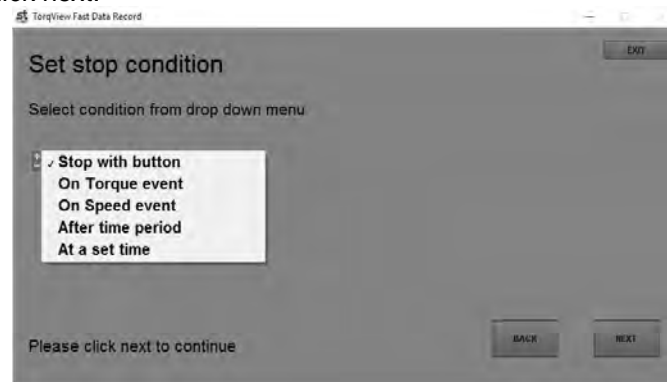 TorqView Fast Data Record
EXIT
Set stop condition
Select condition from drop down menu
✓ Stop with button
On Torque event
On Speed event
After time period
At a set time
Please click next to continue
BACK
NEXT